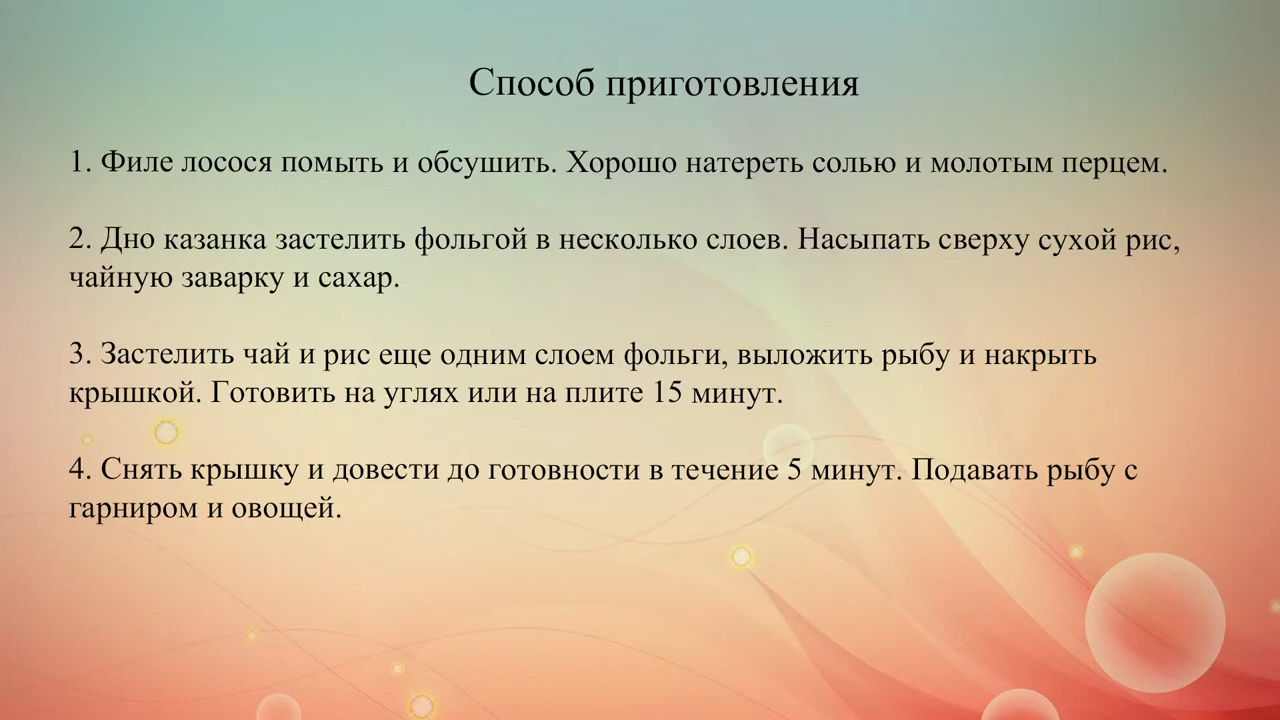 Способ приготовления
1. Филе лосося помыть и обсушить. Хорошо натереть солью и молотым перцем.
2. Дно казанка застелить фольгой в несколько слоев. Насыпать сверху сухой рис,
чайную заварку и сахар.
3. Застелить чай и рис еще одним слоем фольги, выложить рыбу и накрыть
крышкой. Готовить на углях или на плите 15 минут.
4. Снять крышку и довести до готовности в течение 5 минут. Подавать рыбу с
гарниром и овощей.